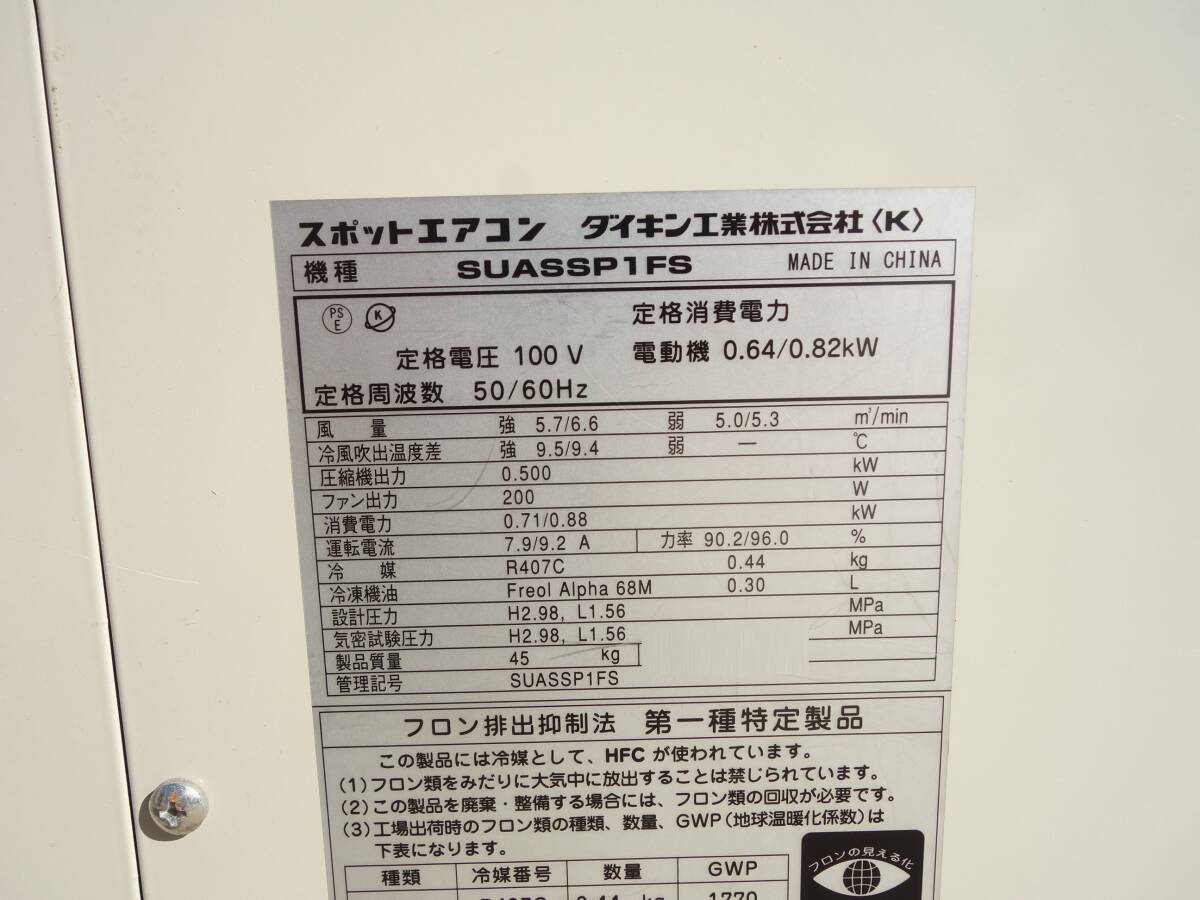 スポットエアコン ダイキン工業株式会社〈K〉
機種 SUASSP1FS MADE IN CHINA
PS E K 定格消費電力
定格電圧 100 V 電動機 0.64/0.82kW
定格周波数 50/60Hz
風量 強 5.7/6.6 弱 5.0/5.3 m³/min
冷風吹出温度差 強 9.5/9.4 弱 — ℃
圧縮機出力 0.500 kW
ファン出力 200 W
消費電力 0.71/0.88 kW
運転電流 7.9/9.2 A 力率 90.2/96.0 %
冷媒 R407C 0.44 kg
冷凍機油 Freol Alpha 68M 0.30 L
設計圧力 H2.98, L1.56 MPa
気密試験圧力 H2.98, L1.56 MPa
製品質量 45 kg
管理記号 SUASSP1FS
フロン排出抑制法 第一種特定製品
この製品には冷媒として、HFC が使われています。
(1)フロン類をみだりに大気中に放出することは禁じられています。
(2)この製品を廃棄・整備する場合には、フロン類の回収が必要です。
(3)工場出荷時のフロン類の種類、数量、GWP(地球温暖化係数)は
下表になります。
フロンの見える化
種類 冷媒番号 数量 GWP
R407C 0.44 kg 1770